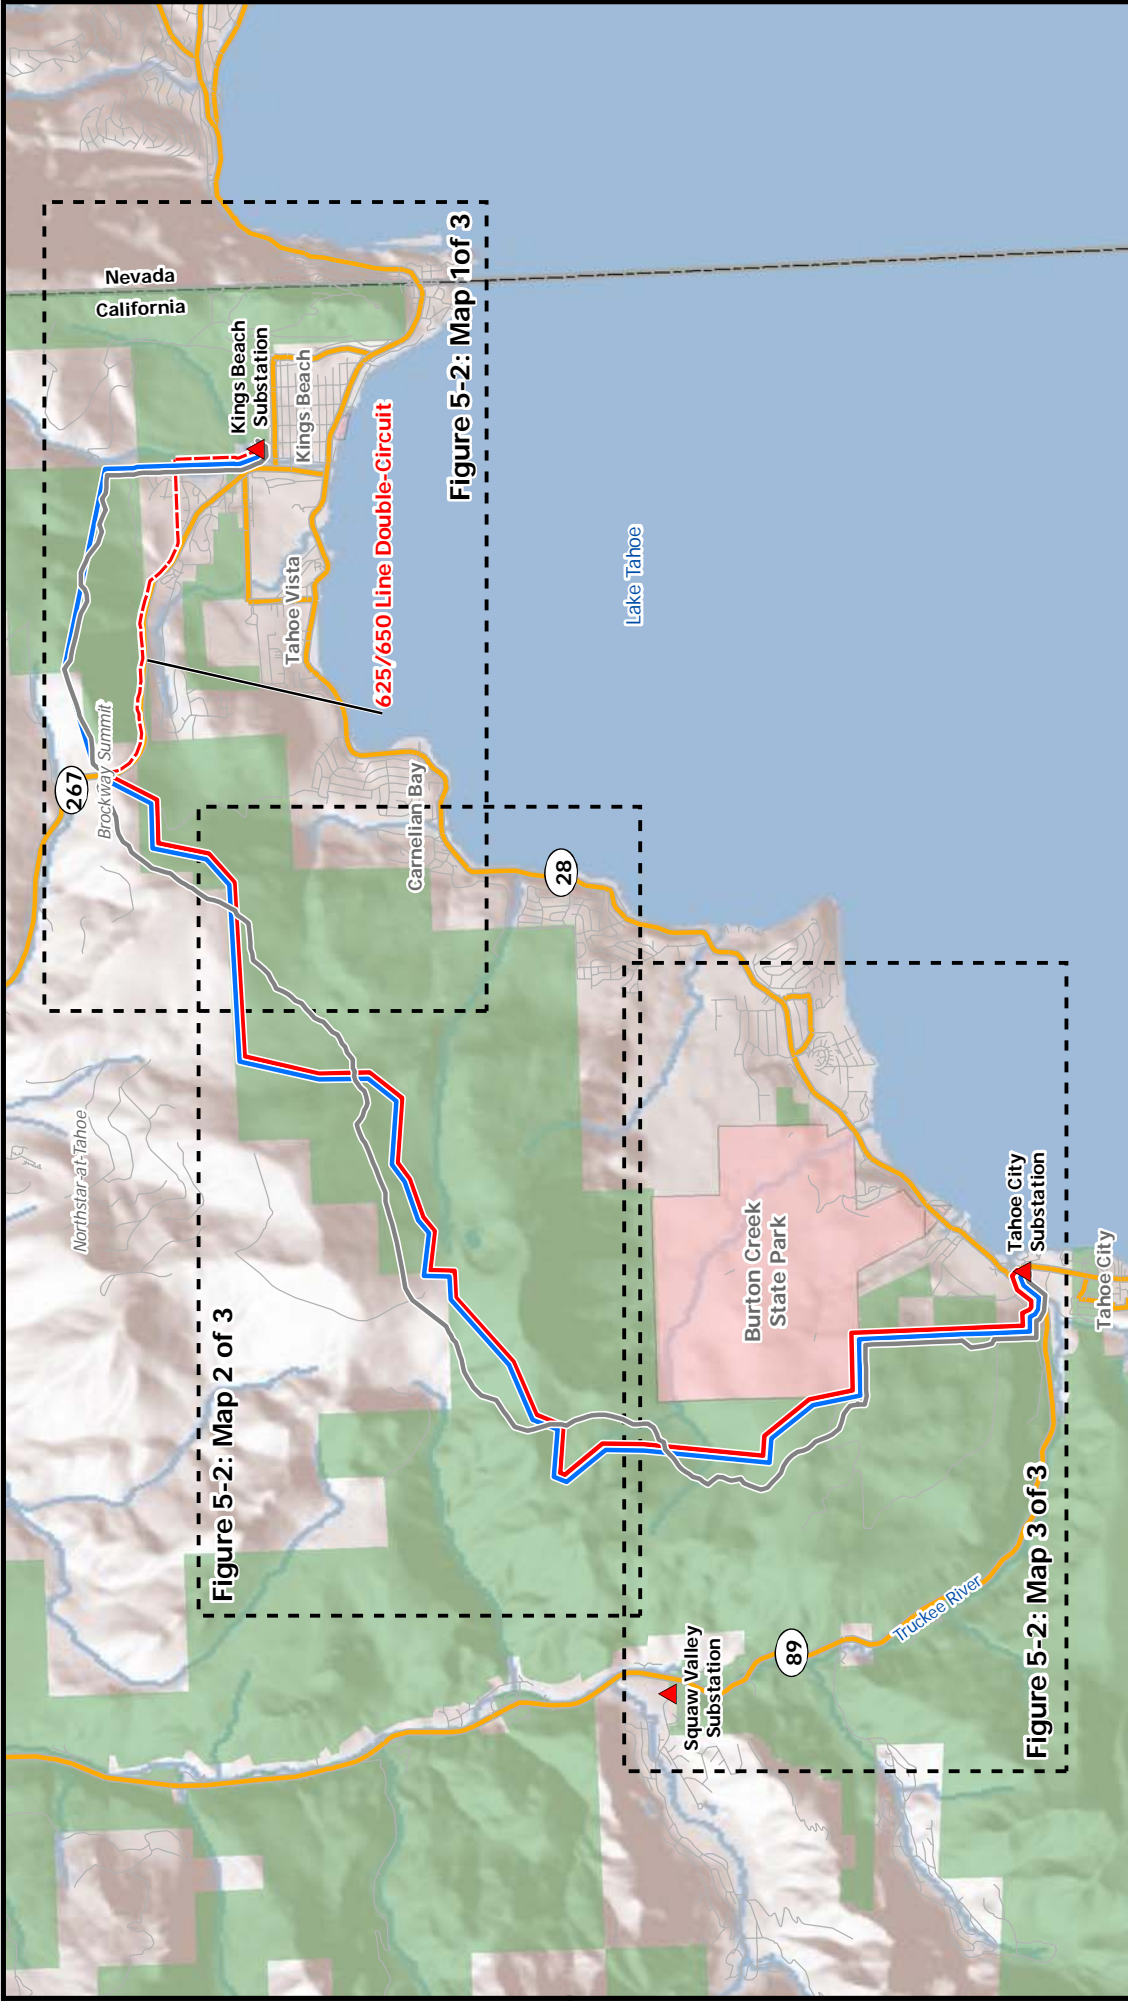 Nevada
California
Kings Beach
Substation
Kings Beach
Figure 5-2: Map 1of 3
625/650 Line Double-Circuit
Tahoe Vista
Lake Tahoe
267
Brockway Summit
Carnelian Bay
28
Northstar-at-Tahoe
Figure 5-2: Map 2 of 3
Burton Creek
State Park
Tahoe City
Substation
Tahoe City
Figure 5-2: Map 3 of 3
Truckee River
89
Squaw Valley
Substation